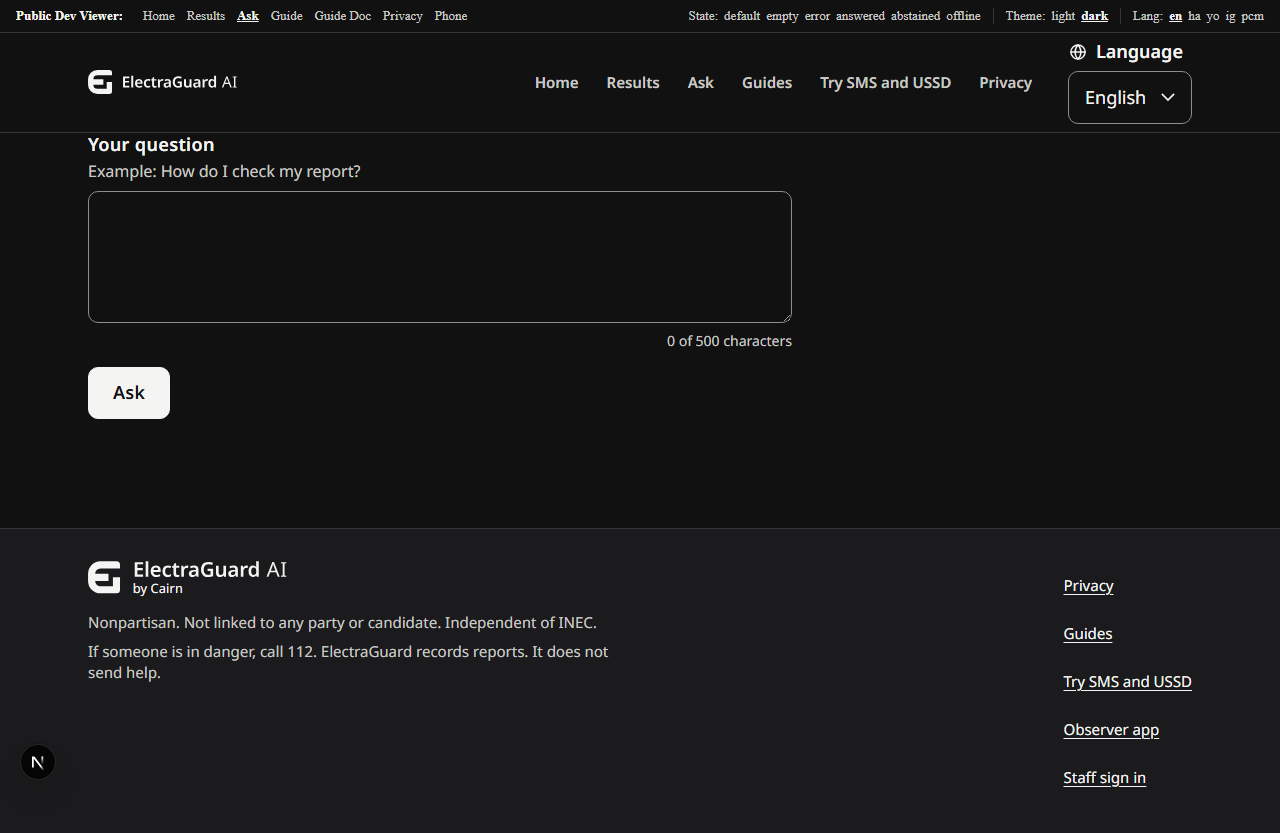 Public Dev Viewer: Home Results Ask Guide Guide Doc Privacy Phone State: default empty error answered abstained offline Theme: light dark Lang: en ha yo ig pcm
ElectraGuard AI Home Results Ask Guides Try SMS and USSD Privacy
Language
English
Your question
Example: How do I check my report?
0 of 500 characters
Ask
ElectraGuard AI
by Cairn
Nonpartisan. Not linked to any party or candidate. Independent of INEC.
If someone is in danger, call 112. ElectraGuard records reports. It does not
send help.
Privacy
Guides
Try SMS and USSD
Observer app
Staff sign in
N